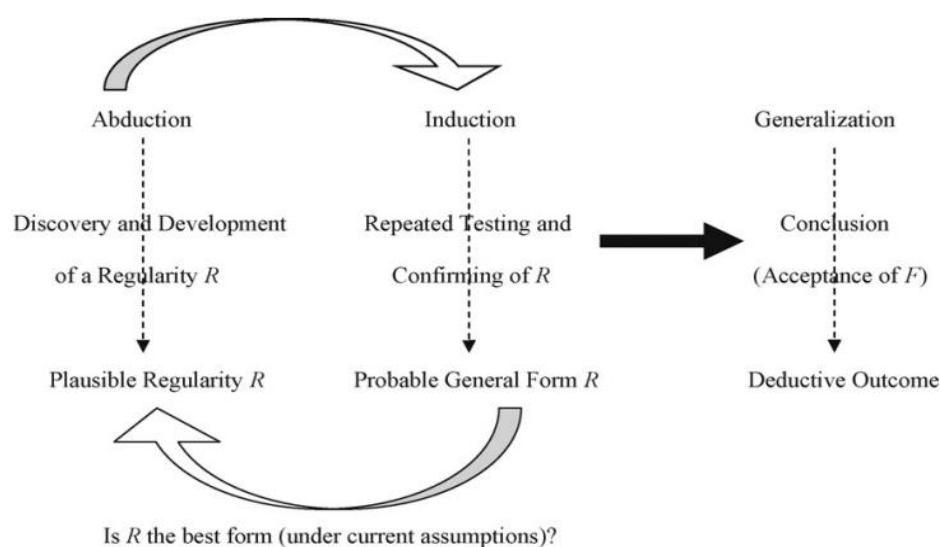 Abduction
Induction
Generalization
Discovery and Development
of a Regularity R
Repeated Testing and
Confirming of R
Conclusion
(Acceptance of F)
Plausible Regularity R
Probable General Form R
Deductive Outcome
Is R the best form (under current assumptions)?